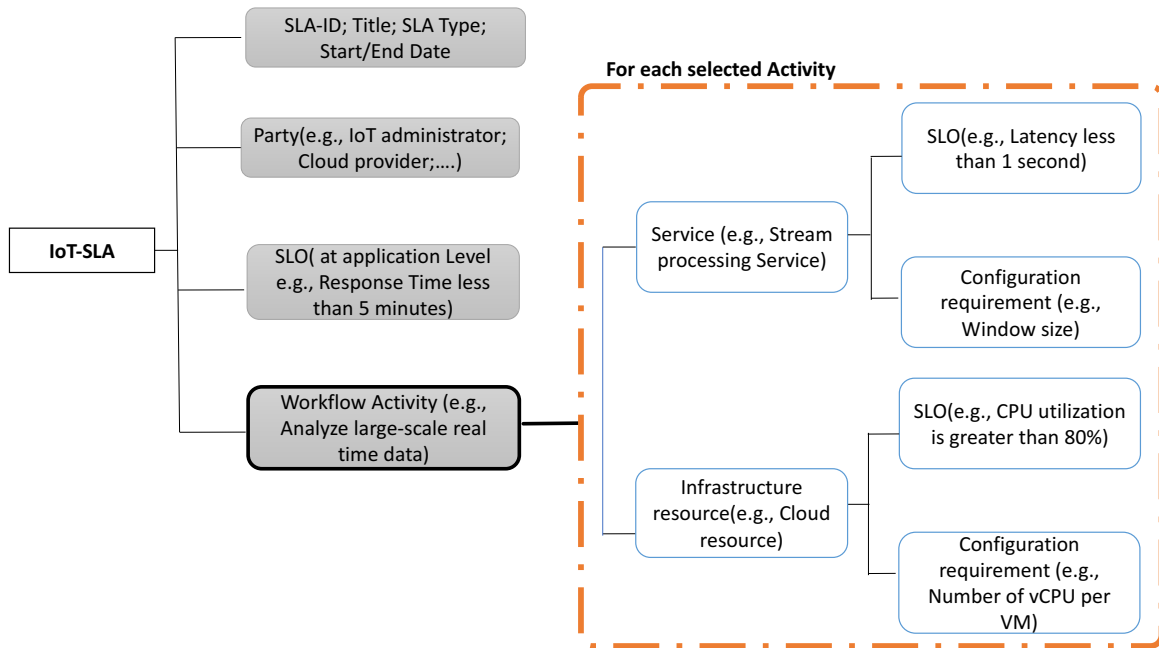 SLA-ID; Title; SLA Type;
Start/End Date
Party(e.g., IoT administrator;
Cloud provider;....)
IoT-SLA
SLO( at application Level
e.g., Response Time less
than 5 minutes)
Workflow Activity (e.g.,
Analyze large-scale real
time data)
For each selected Activity
Service (e.g., Stream
processing Service)
SLO(e.g., Latency less
than 1 second)
Configuration
requirement (e.g.,
Window size)
Infrastructure
resource(e.g., Cloud
resource)
SLO(e.g., CPU utilization
is greater than 80%)
Configuration
requirement (e.g.,
Number of vCPU per
VM)